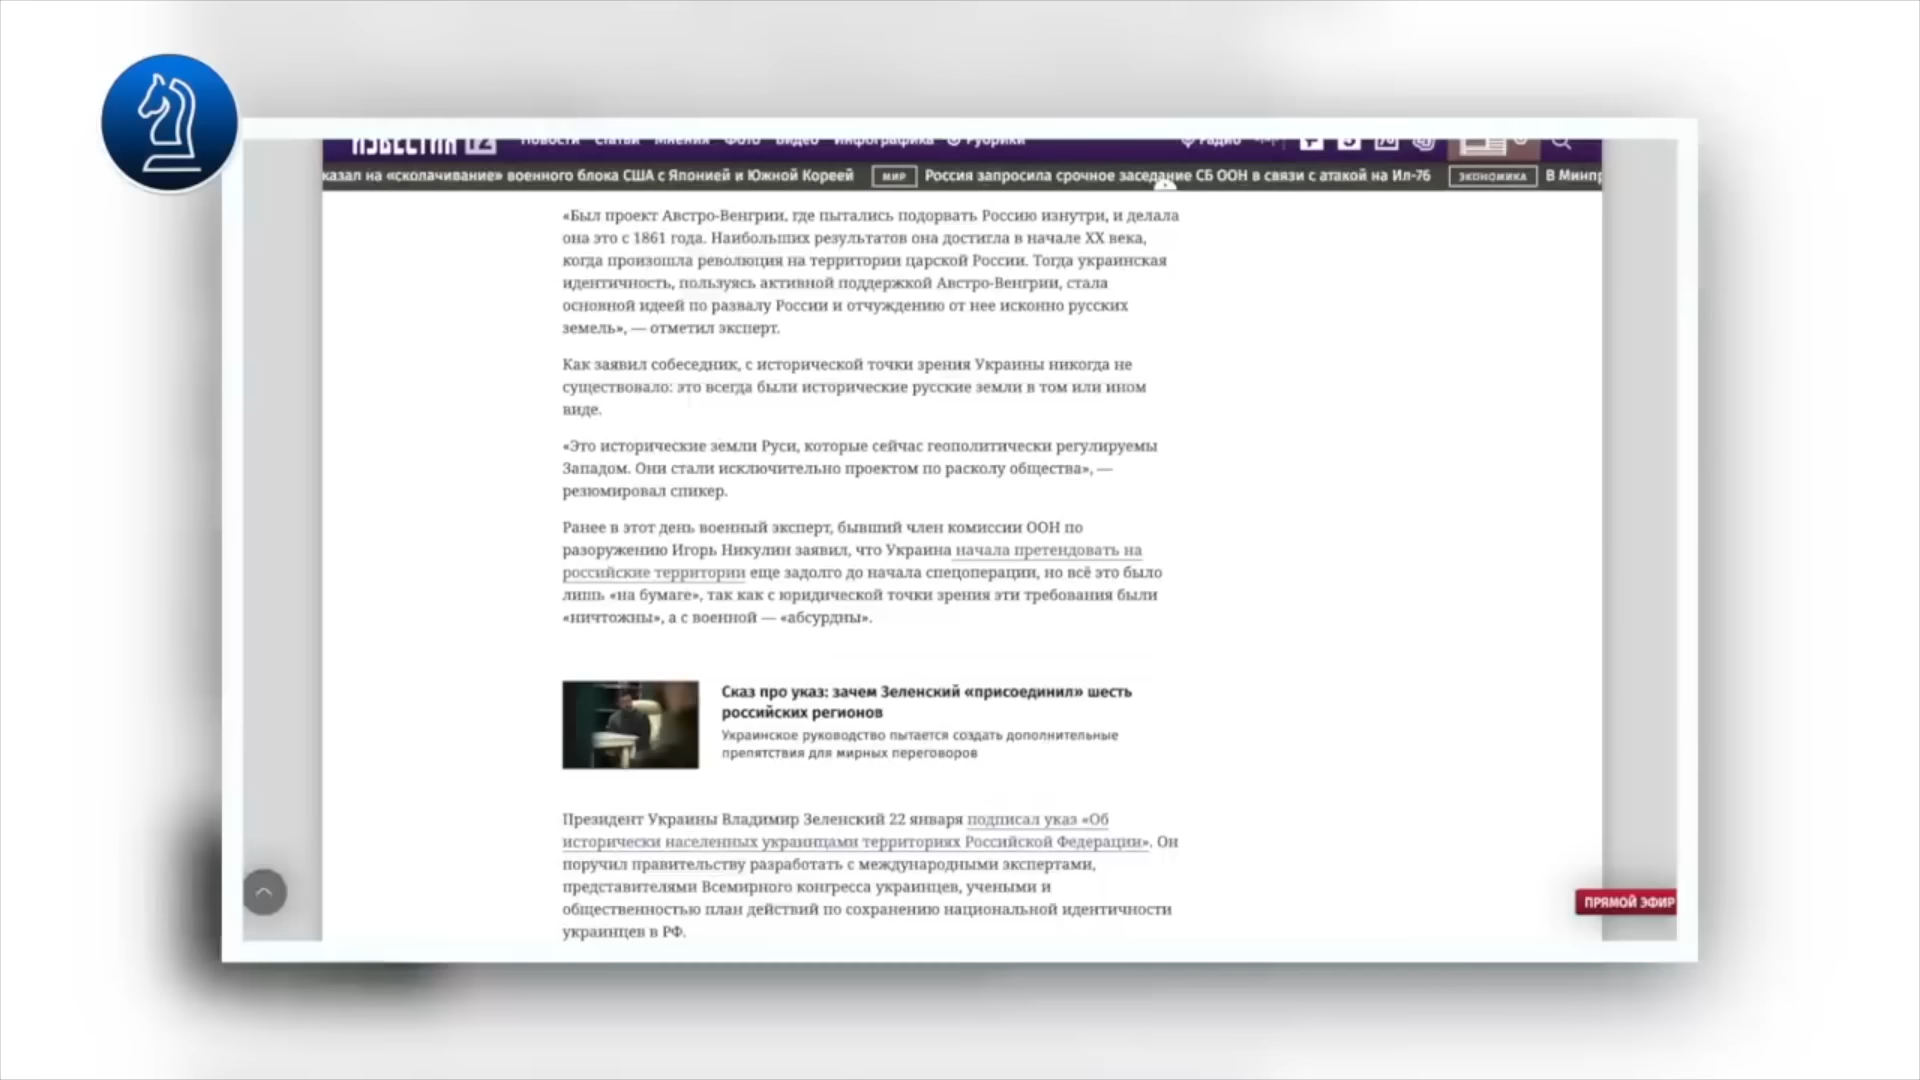 ИЗВЕСТИЯ IZ Новости Статьи Мнения Фото Видео Инфографика Рубрики Радио
казал на «сколачивание» военного блока США с Японией и Южной Кореей МИР Россия запросила срочное заседание СБ ООН в связи с атакой на Ил-76 ЭКОНОМИКА В Минпр
«Был проект Австро-Венгрии, где пытались подорвать Россию изнутри, и делала
она это с 1861 года. Наибольших результатов она достигла в начале XX века,
когда произошла революция на территории царской России. Тогда украинская
идентичность, пользуясь активной поддержкой Австро-Венгрии, стала
основной идеей по развалу России и отчуждению от нее исконно русских
земель», — отметил эксперт.
Как заявил собеседник, с исторической точки зрения Украины никогда не
существовало: это всегда были исторические русские земли в том или ином
виде.
«Это исторические земли Руси, которые сейчас геополитически регулируемы
Западом. Они стали исключительно проектом по расколу общества», —
резюмировал спикер.
Ранее в этот день военный эксперт, бывший член комиссии ООН по
разоружению Игорь Никулин заявил, что Украина начала претендовать на
российские территории еще задолго до начала спецоперации, но всё это было
лишь «на бумаге», так как с юридической точки зрения эти требования были
«ничтожны», а с военной — «абсурдны».
Сказ про указ: зачем Зеленский «присоединил» шесть
российских регионов
Украинское руководство пытается создать дополнительные
препятствия для мирных переговоров
Президент Украины Владимир Зеленский 22 января подписал указ «Об
исторически населенных украинцами территориях Российской Федерации». Он
поручил правительству разработать с международными экспертами,
представителями Всемирного конгресса украинцев, учеными и
общественностью план действий по сохранению национальной идентичности
украинцев в РФ.
ПРЯМОЙ ЭФИР